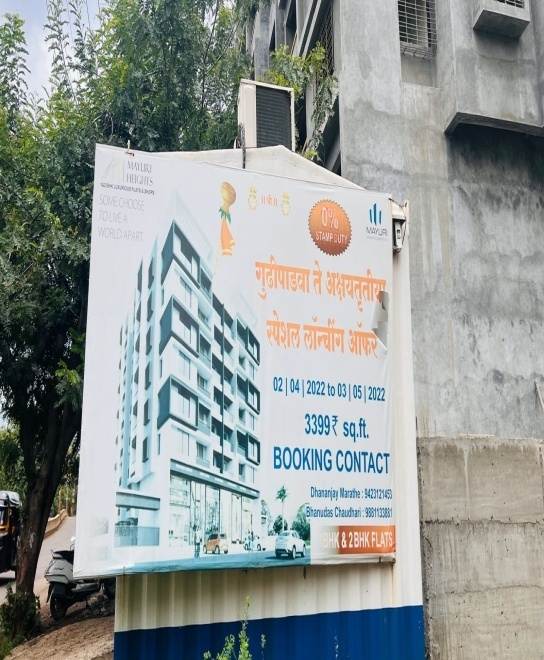 MAYURI
HEIGHTS
SOME CHOOSE
TO LIVE A
WORLD APART.
0%
STAMP DUTY
MAYURI
गुढीपाडवा ते अक्षयतृतीया
स्पेशल लॉन्चींग ऑफर
02 | 04 | 2022 to 03 | 05 | 2022
3399₹ sq.ft.
BOOKING CONTACT
Dhananjay Marathe : 9423121453
Bhanudas Chaudhari : 9881133881
BHK & 2BHK FLATS